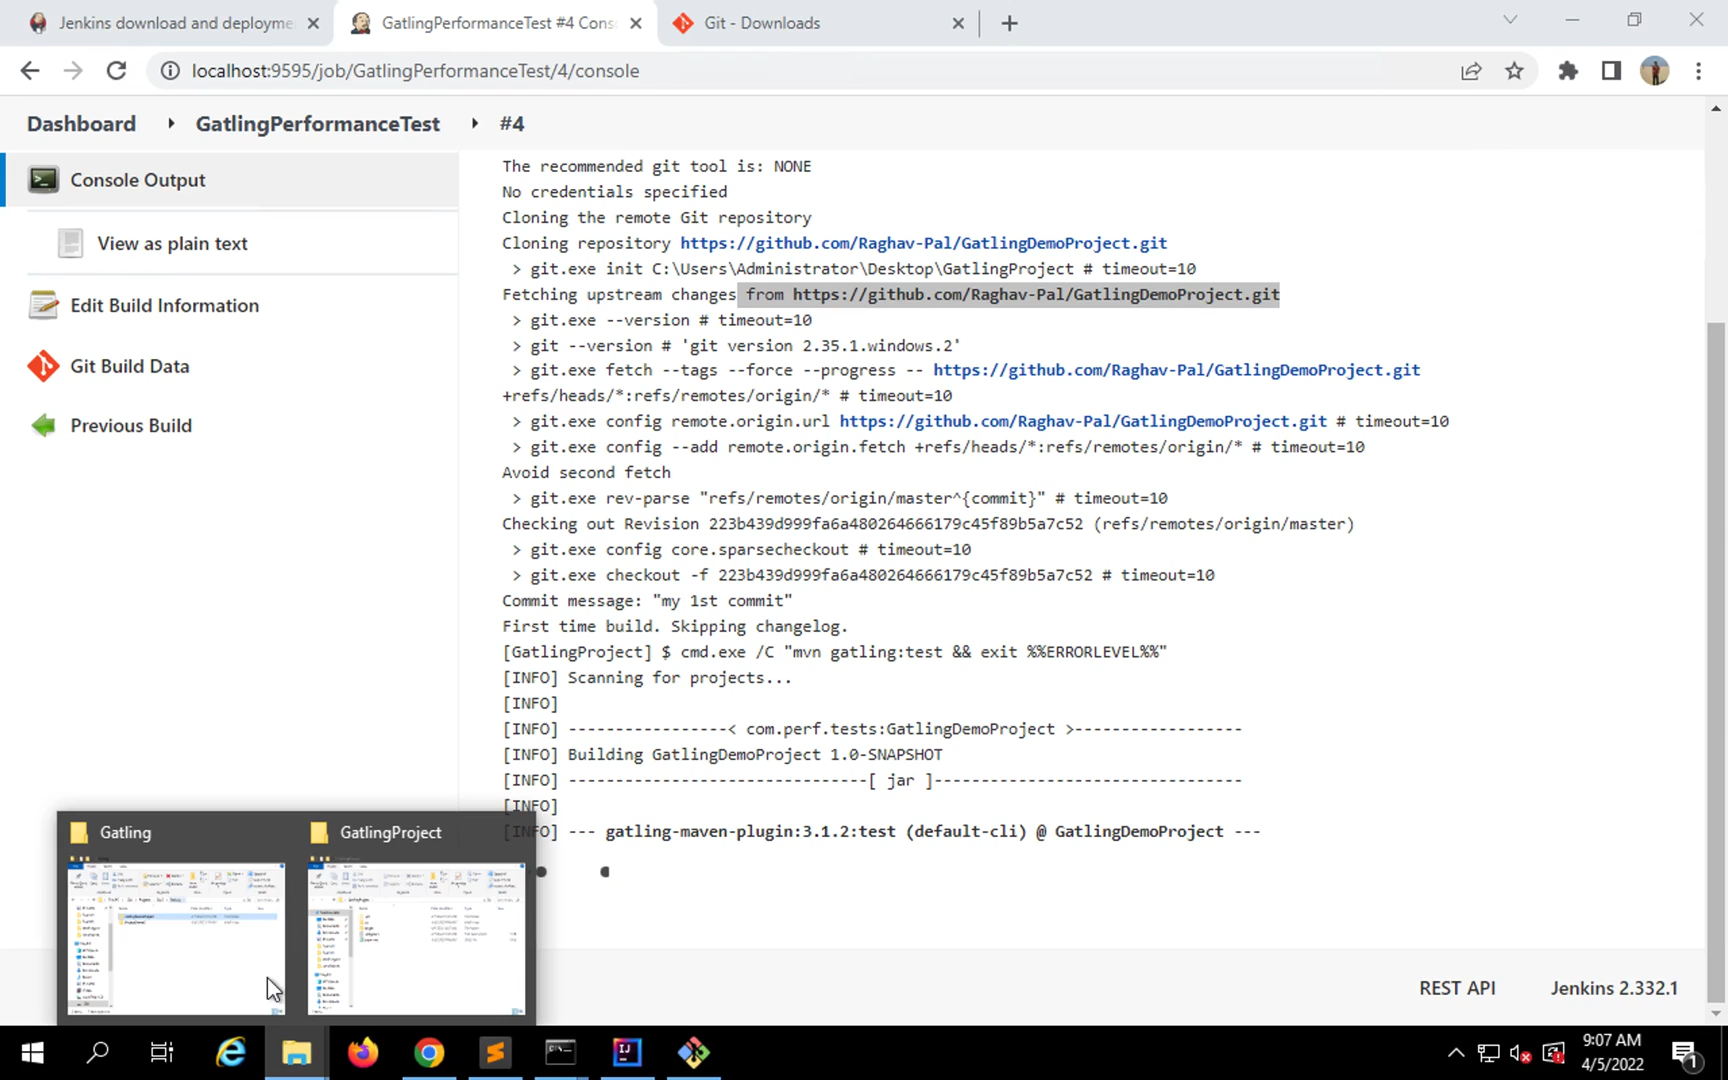 Jenkins download and deployme
GatlingPerformanceTest #4 Cons
Git - Downloads
localhost:9595/job/GatlingPerformanceTest/4/console
Dashboard
GatlingPerformanceTest
#4
Console Output
View as plain text
Edit Build Information
Git Build Data
Previous Build
The recommended git tool is: NONE
No credentials specified
Cloning the remote Git repository
Cloning repository https://github.com/Raghav-Pal/GatlingDemoProject.git
> git.exe init C:\Users\Administrator\Desktop\GatlingProject # timeout=10
Fetching upstream changes from https://github.com/Raghav-Pal/GatlingDemoProject.git
> git.exe --version # timeout=10
> git --version # 'git version 2.35.1.windows.2'
> git.exe fetch --tags --force --progress -- https://github.com/Raghav-Pal/GatlingDemoProject.git
+refs/heads/*:refs/remotes/origin/* # timeout=10
> git.exe config remote.origin.url https://github.com/Raghav-Pal/GatlingDemoProject.git # timeout=10
> git.exe config --add remote.origin.fetch +refs/heads/*:refs/remotes/origin/* # timeout=10
Avoid second fetch
> git.exe rev-parse "refs/remotes/origin/master^{commit}" # timeout=10
Checking out Revision 223b439d999fa6a480264666179c45f89b5a7c52 (refs/remotes/origin/master)
> git.exe config core.sparsecheckout # timeout=10
> git.exe checkout -f 223b439d999fa6a480264666179c45f89b5a7c52 # timeout=10
Commit message: "my 1st commit"
First time build. Skipping changelog.
[GatlingProject] $ cmd.exe /C "mvn gatling:test && exit %%ERRORLEVEL%%"
[INFO] Scanning for projects...
[INFO]
[INFO] -----------------< com.perf.tests:GatlingDemoProject >------------------
[INFO] Building GatlingDemoProject 1.0-SNAPSHOT
[INFO] --------------------------------[ jar ]---------------------------------
[INFO]
[INFO] --- gatling-maven-plugin:3.1.2:test (default-cli) @ GatlingDemoProject ---
Gatling
GatlingProject
REST API
Jenkins 2.332.1
9:07 AM
4/5/2022
1